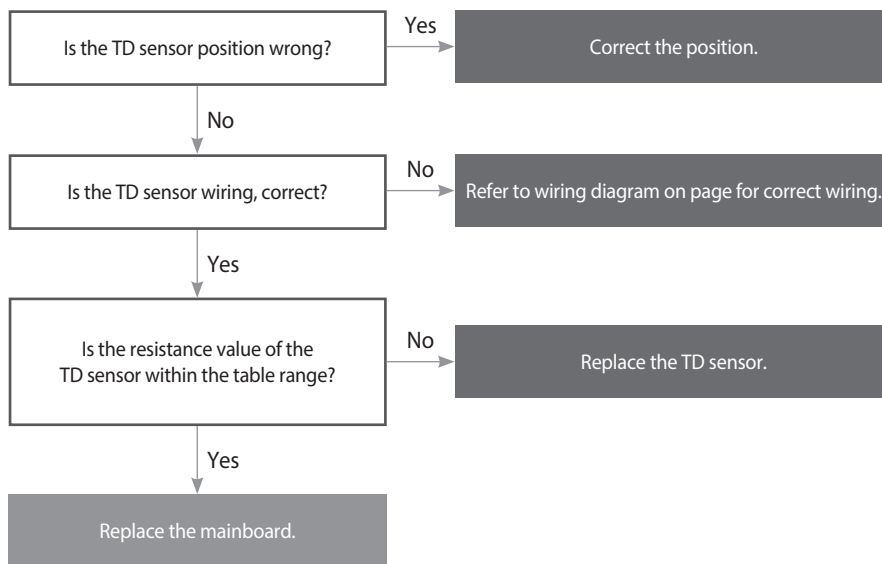 Is the TD sensor position wrong?
Yes
Correct the position.
No
Is the TD sensor wiring, correct?
No
Refer to wiring diagram on page for correct wiring.
Yes
Is the resistance value of the
TD sensor within the table range?
No
Replace the TD sensor.
Yes
Replace the mainboard.